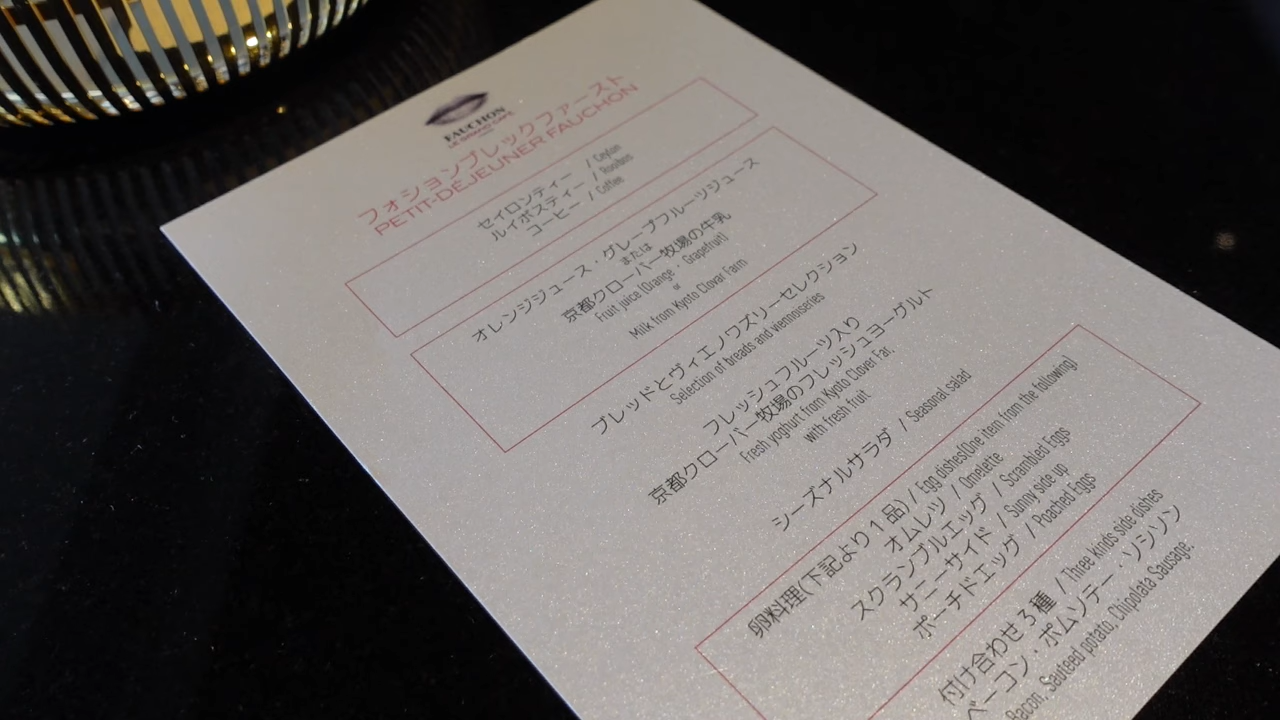 FAUCHON
LE GRAND CAFÉ
フォションブレックファースト
PETIT-DÉJEUNER FAUCHON
セイロンティー / Ceylan
ルイボスティー / Rooibos
コーヒー / Coffee
オレンジジュース・グレープフルーツジュース
または
京都クローバー牧場の牛乳
Fruit juice (Orange・Grapefruit)
or
Milk from Kyoto Clovar Farm
ブレッドとヴィエノワズリーセレクション
Selection of breads and viennoiseries
フレッシュフルーツ入り
京都クローバー牧場のフレッシュヨーグルト
Fresh yoghurt from Kyoto Clover Far,
with fresh fruit
シーズナルサラダ / Seasonal salad
卵料理(下記より1品) / Egg dishes(One item from the following)
オムレツ / Omelette
スクランブルエッグ / Scrambled Eggs
サニーサイド / Sunny side up
ポーチドエッグ / Poached Eggs
付け合わせ3種 / Three kinds side dishes
ベーコン・ポムソテー・ソシソン
Bacon, Sauteed potato, Chipolata Sausage,